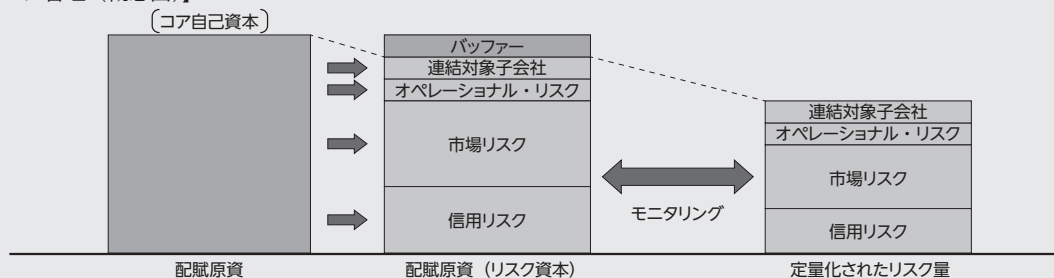 〔コア自己資本〕
バッファー
連結対象子会社
オペレーショナル・リスク
市場リスク
信用リスク
モニタリング
連結対象子会社
オペレーショナル・リスク
市場リスク
信用リスク
配賦原資
配賦原資（リスク資本）
定量化されたリスク量